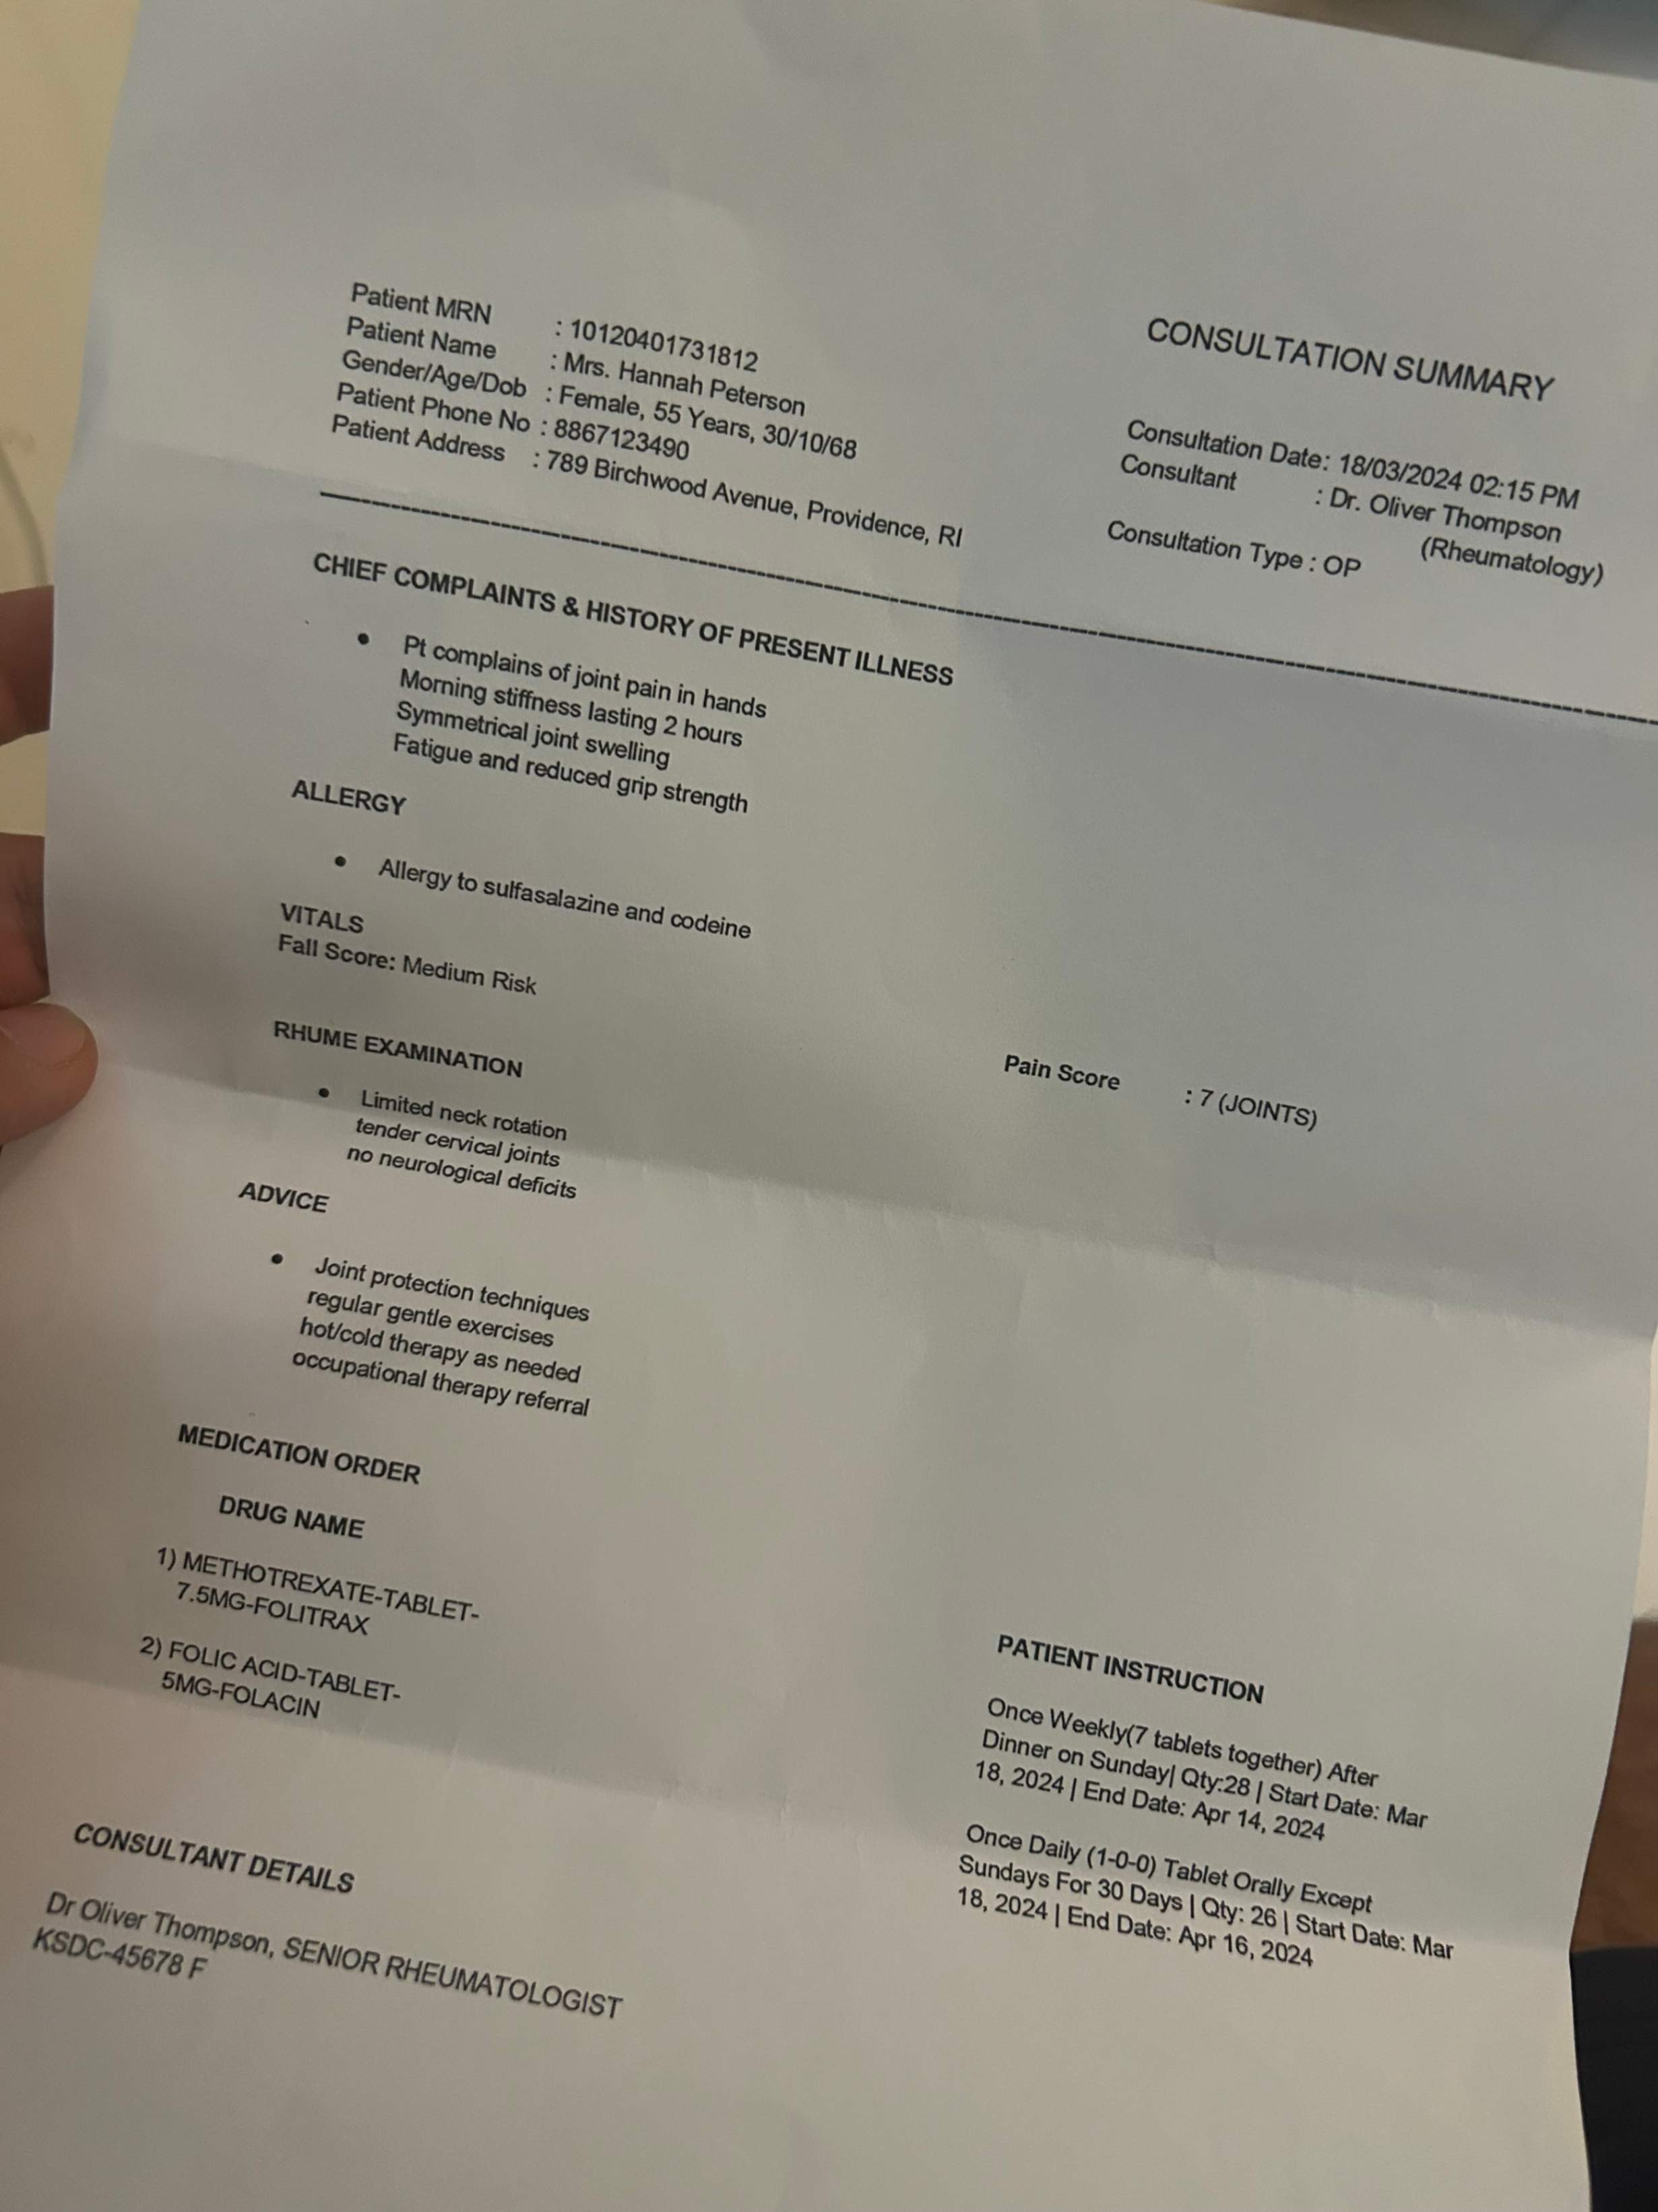 CONSULTATION SUMMARY
Patient MRN : 10120401731812
Patient Name : Mrs. Hannah Peterson
Gender/Age/Dob : Female, 55 Years, 30/10/68
Patient Phone No : 8867123490
Patient Address : 789 Birchwood Avenue, Providence, RI
Consultation Date: 18/03/2024 02:15 PM
Consultant : Dr. Oliver Thompson
(Rheumatology)
Consultation Type : OP
CHIEF COMPLAINTS & HISTORY OF PRESENT ILLNESS
• Pt complains of joint pain in hands
Morning stiffness lasting 2 hours
Symmetrical joint swelling
Fatigue and reduced grip strength
ALLERGY
• Allergy to sulfasalazine and codeine
VITALS
Fall Score: Medium Risk
Pain Score : 7 (JOINTS)
RHUME EXAMINATION
• Limited neck rotation
tender cervical joints
no neurological deficits
ADVICE
• Joint protection techniques
regular gentle exercises
hot/cold therapy as needed
occupational therapy referral
MEDICATION ORDER
DRUG NAME
PATIENT INSTRUCTION
1) METHOTREXATE-TABLET-
7.5MG-FOLITRAX
Once Weekly(7 tablets together) After
Dinner on Sunday| Qty:28 | Start Date: Mar
18, 2024 | End Date: Apr 14, 2024
2) FOLIC ACID-TABLET-
5MG-FOLACIN
Once Daily (1-0-0) Tablet Orally Except
Sundays For 30 Days | Qty: 26 | Start Date: Mar
18, 2024 | End Date: Apr 16, 2024
CONSULTANT DETAILS
Dr Oliver Thompson, SENIOR RHEUMATOLOGIST
KSDC-45678 F